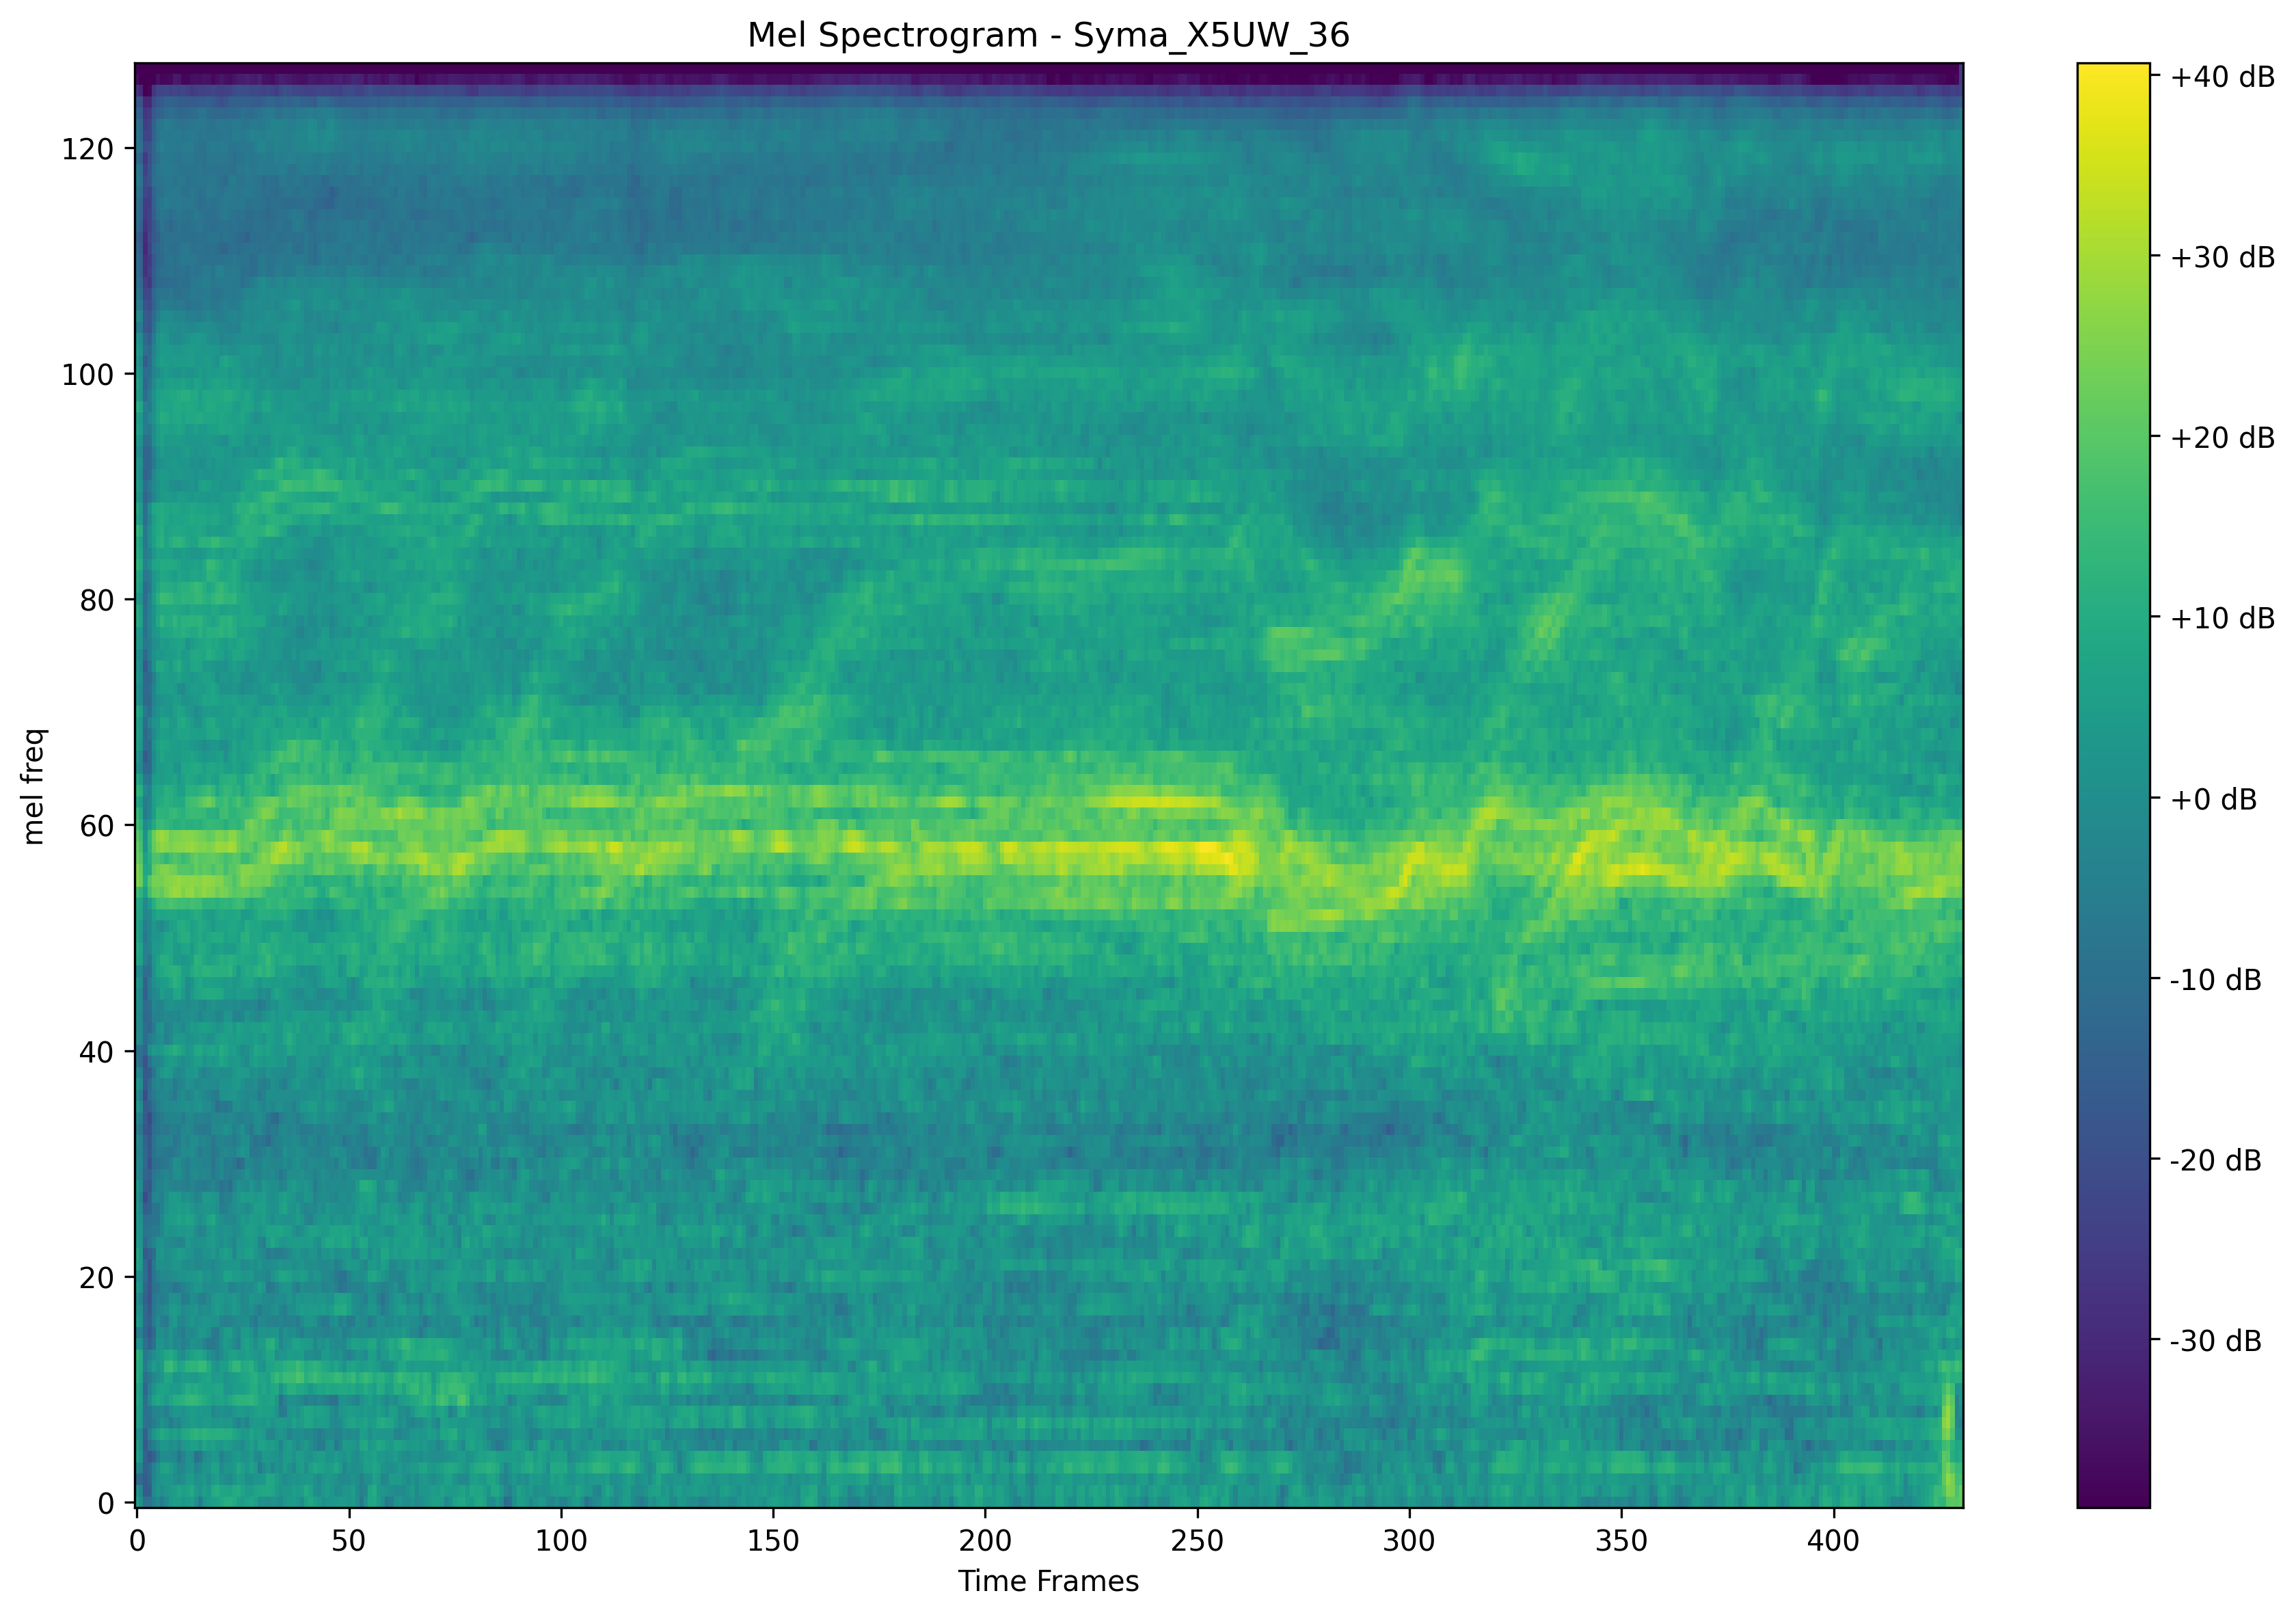 Mel Spectrogram - Syma_X5UW_36
mel freq
120
100
80
60
40
20
0
0 50 100 150 200 250 300 350 400
Time Frames
+40 dB
+30 dB
+20 dB
+10 dB
+0 dB
-10 dB
-20 dB
-30 dB